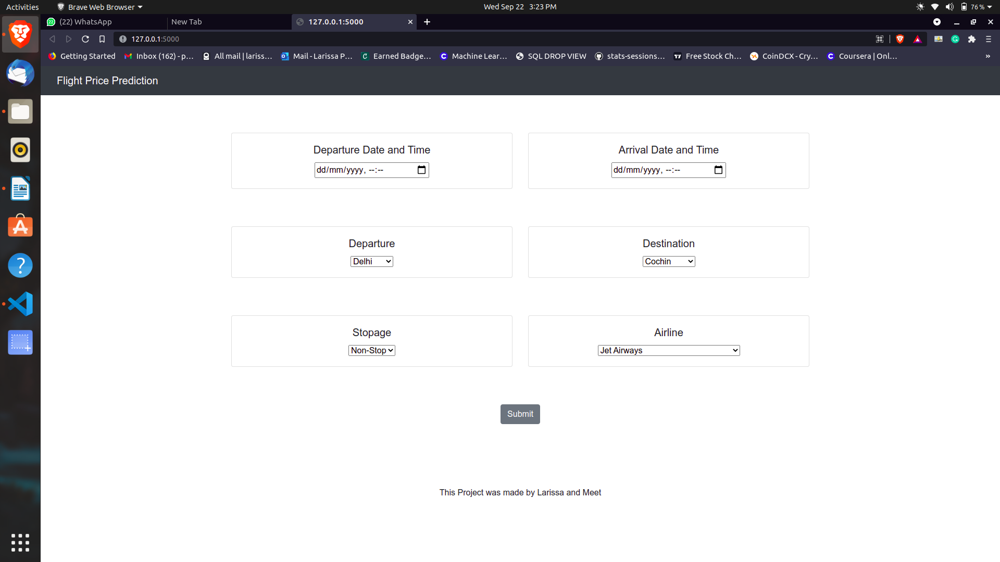 Activities Brave Web Browser Wed Sep 22 3:23 PM 76 %
(22) WhatsApp New Tab 127.0.0.1:5000
127.0.0.1:5000
Getting Started Inbox (162) - p... All mail | lariss... Mail - Larissa P... Earned Badge... Machine Lear... SQL DROP VIEW stats-sessions... Free Stock Ch... CoinDCX - Cry... Coursera | Onl... »
Flight Price Prediction
Departure Date and Time Arrival Date and Time
dd/mm/yyyy, --:-- dd/mm/yyyy, --:--
Departure Destination
Delhi Cochin
Stopage Airline
Non-Stop Jet Airways
Submit
This Project was made by Larissa and Meet